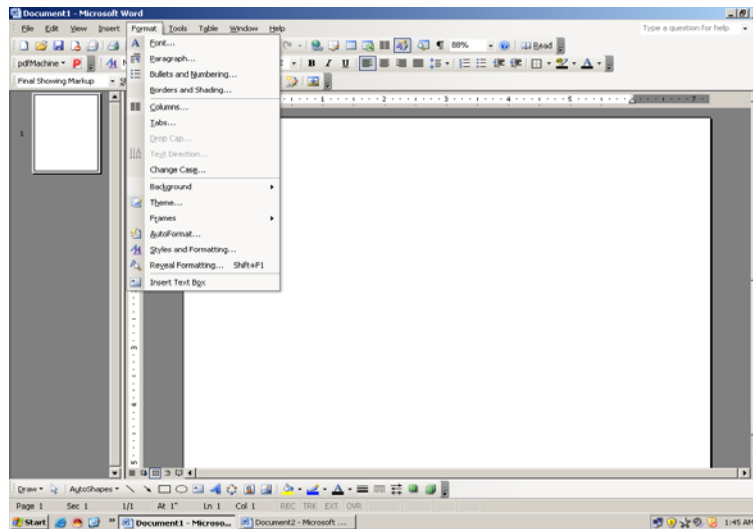 Document1 - Microsoft Word
File Edit View Insert Format Tools Table Window Help Type a question for help
88% Read
pdfMachine
Final Showing Markup
Font...
Paragraph...
Bullets and Numbering...
Borders and Shading...
Columns...
Tabs...
Drop Cap...
Text Direction...
Change Case...
Background
Theme...
Frames
AutoFormat...
Styles and Formatting...
Reveal Formatting... Shift+F1
Insert Text Box
1
Draw AutoShapes
Page 1 Sec 1 1/1 At 1" Ln 1 Col 1 REC TRK EXT OVR
Start Document1 - Microso... Document2 - Microsoft ... 1:45 AM